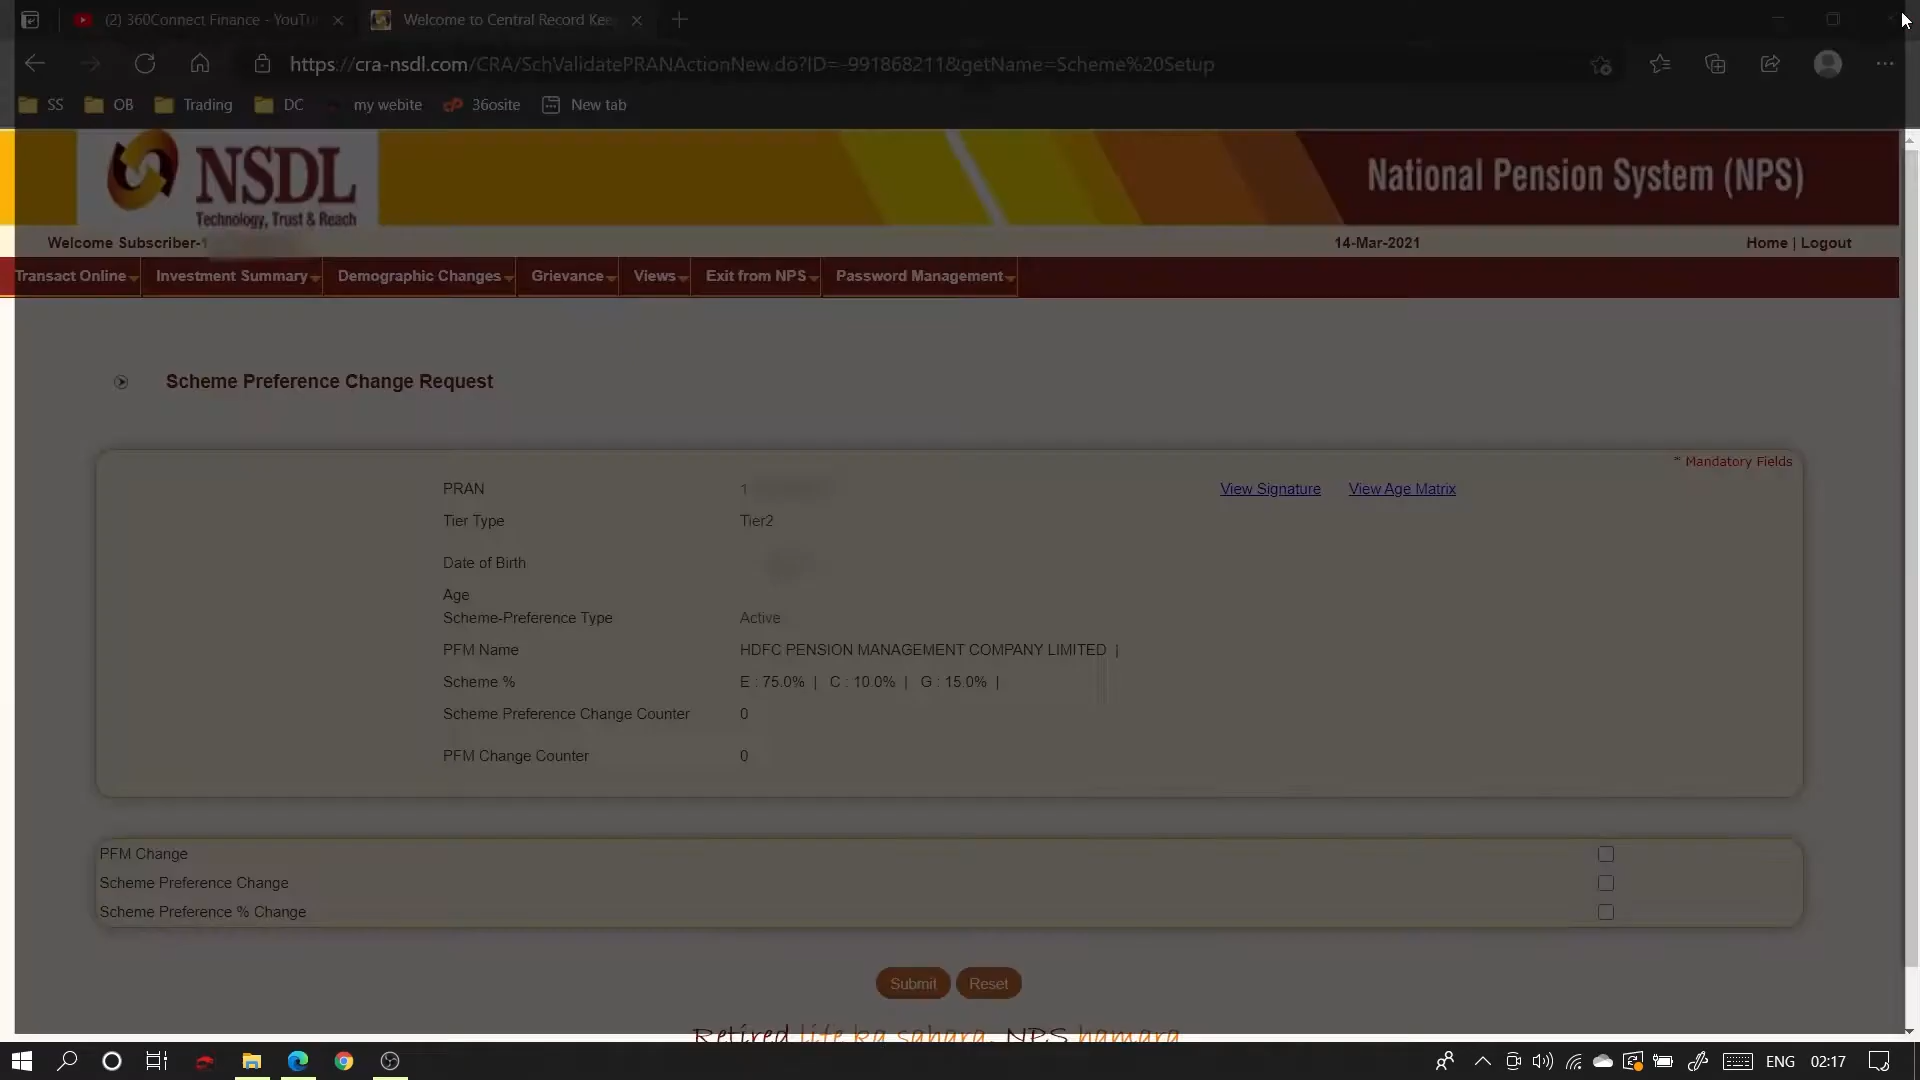 (2) 360Connect Finance - YouTu
Welcome to Central Record Kee
https://cra-nsdl.com/CRA/SchValidatePRANActionNew.do?ID=-991868211&getName=Scheme%20Setup
SS OB Trading DC my webite 36osite New tab
NSDL
Technology, Trust & Reach
National Pension System (NPS)
Welcome Subscriber-1
14-Mar-2021
Home | Logout
Transact Online Investment Summary Demographic Changes Grievance Views Exit from NPS Password Management
Scheme Preference Change Request
* Mandatory Fields
PRAN 1 View Signature View Age Matrix
Tier Type Tier2
Date of Birth
Age
Scheme-Preference Type Active
PFM Name HDFC PENSION MANAGEMENT COMPANY LIMITED |
Scheme % E : 75.0% | C : 10.0% | G : 15.0% |
Scheme Preference Change Counter 0
PFM Change Counter 0
PFM Change
Scheme Preference Change
Scheme Preference % Change
Submit Reset
Retired life ka sahara, NPS hamara
ENG 02:17